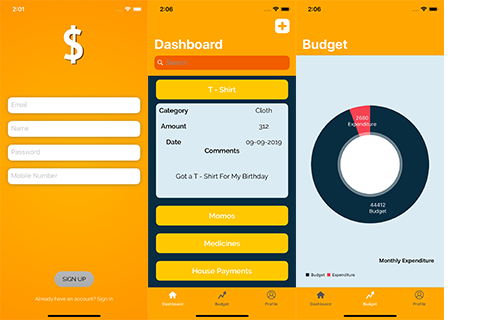 2:01
$
Email
Name
Password
Mobile Number
SIGN UP
Already have an account? Sign in
2:06
Dashboard
Search
T - Shirt
Category Cloth
Amount 312
Date 09-09-2019
Comments
Got a T - Shirt For My Birthday
Momos
Medicines
House Payments
Dashboard Budget Profile
2:06
Budget
2660
Expenditure
44412
Budget
Monthly Expenditure
Budget Expenditure
Dashboard Budget Profile